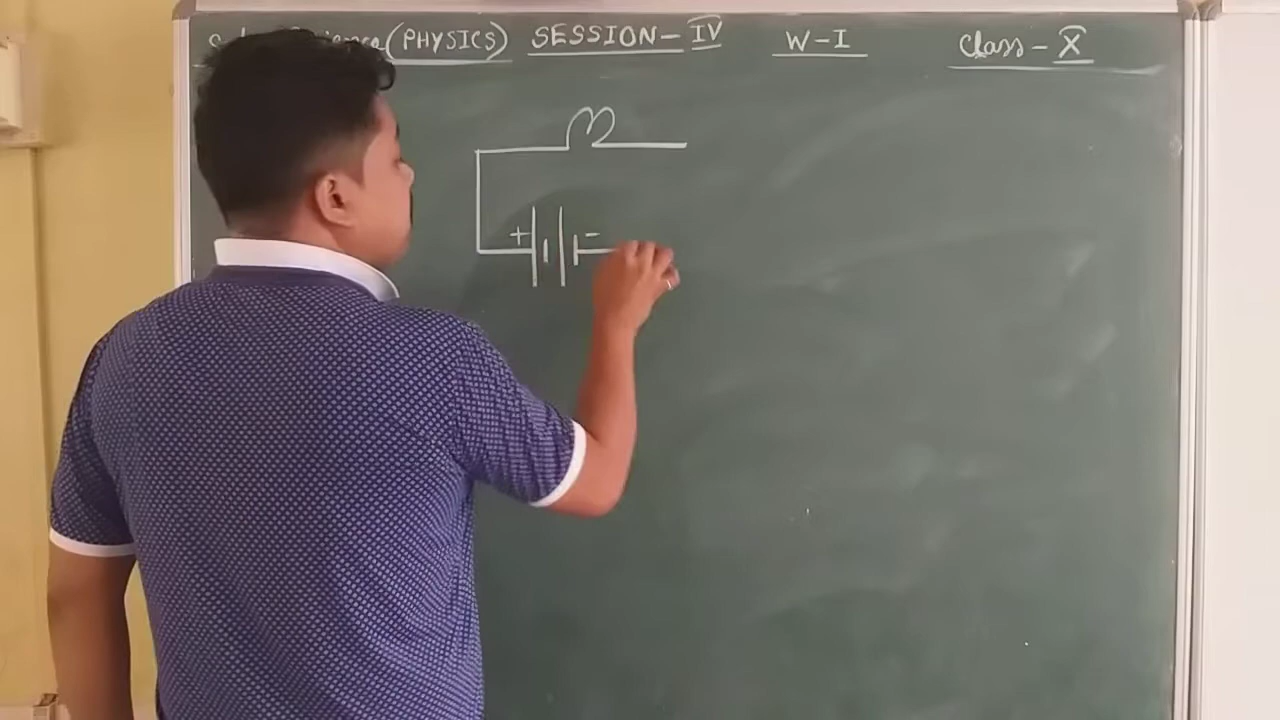 (PHYSICS) SESSION-IV W-I Class-X
+ -